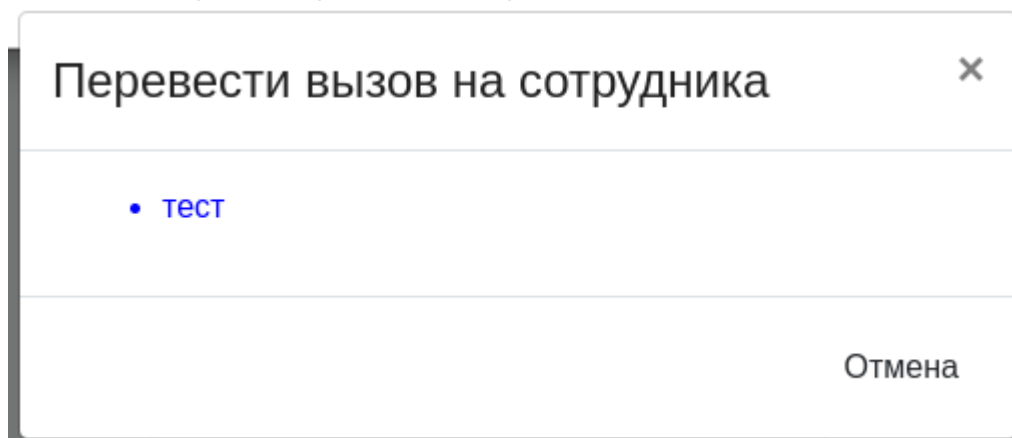 Перевести вызов на сотрудника ×
• тест
Отмена